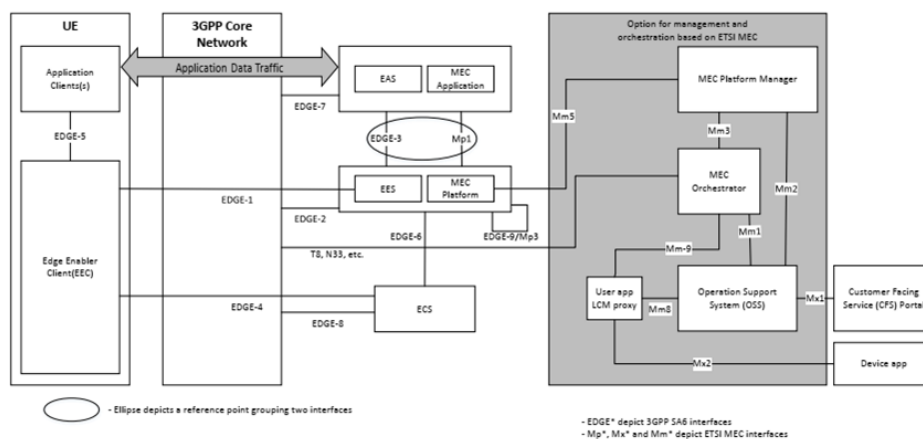 UE
3GPP Core
Network
Option for management and
orchestration based on ETSI MEC
Application
Clients(s)
Application Data Traffic
EAS
MEC
Application
MEC Platform Manager
EDGE-7
EDGE-5
EDGE-3
Mp1
Mm5
Mm3
Mm2
EES
MEC
Platform
MEC
Orchestrator
EDGE-1
EDGE-2
EDGE-6
EDGE-9/Mp3
T8, N33, etc.
Mm-9
Mm1
Edge Enabler
Client(EEC)
EDGE-4
EDGE-8
ECS
User app
LCM proxy
Mm8
Operation Support
System (OSS)
Mx1
Customer Facing
Service (CFS) Portal
Mx2
Device app
- Ellipse depicts a reference point grouping two interfaces
- EDGE* depict 3GPP SA6 interfaces
- Mp*, Mx* and Mm* depict ETSI MEC interfaces